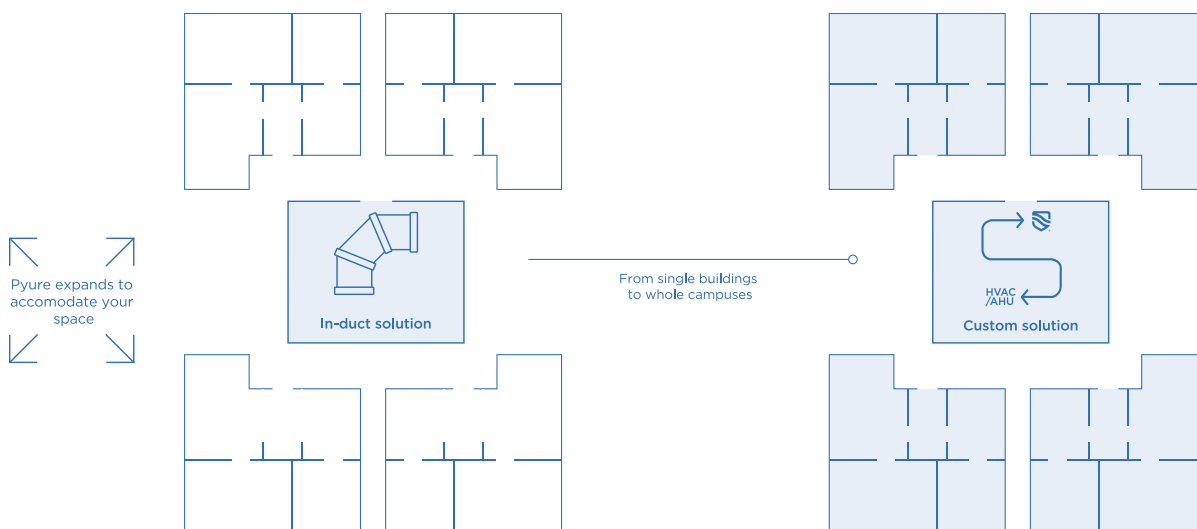 Pyure expands to
accomodate your
space
In-duct solution
From single buildings
to whole campuses
HVAC
/AHU
Custom solution